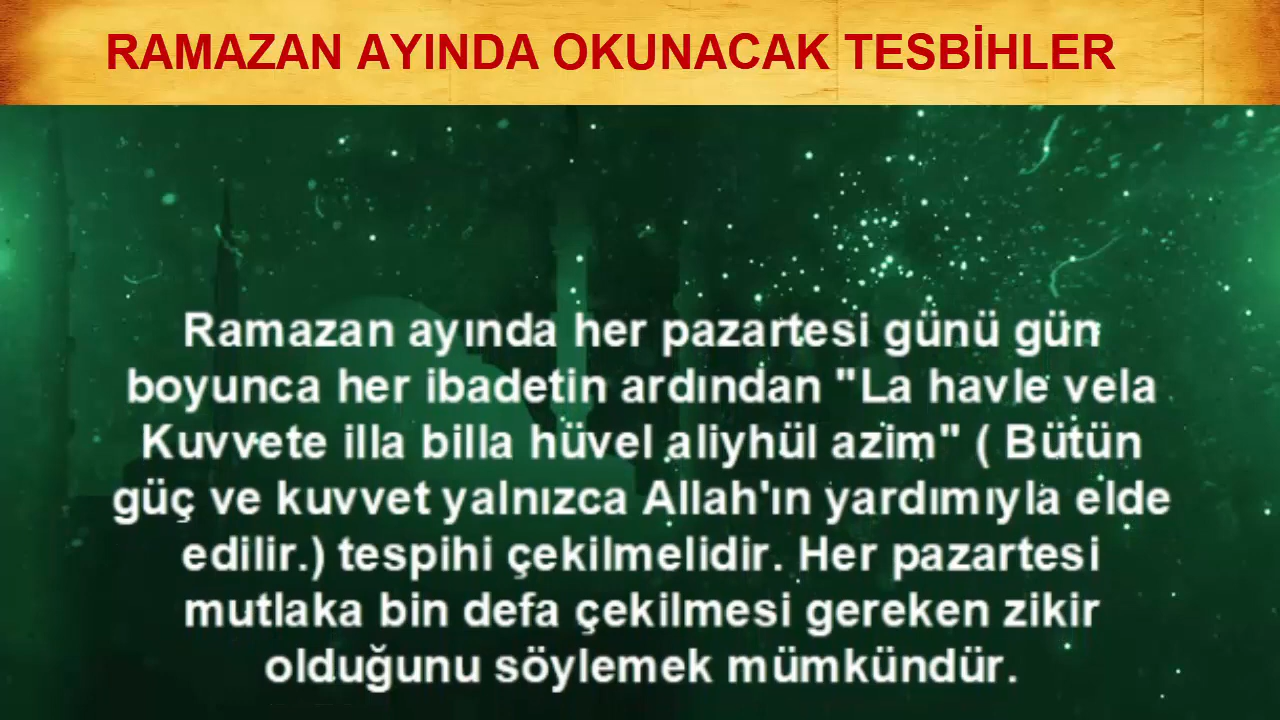 RAMAZAN AYINDA OKUNACAK TESBİHLER
Ramazan ayında her pazartesi günü gün
boyunca her ibadetin ardından "La havle vela
Kuvvete illa billa hüvel aliyhül azim" ( Bütün
güç ve kuvvet yalnızca Allah'ın yardımıyla elde
edilir.) tespihi çekilmelidir. Her pazartesi
mutlaka bin defa çekilmesi gereken zikir
olduğunu söylemek mümkündür.